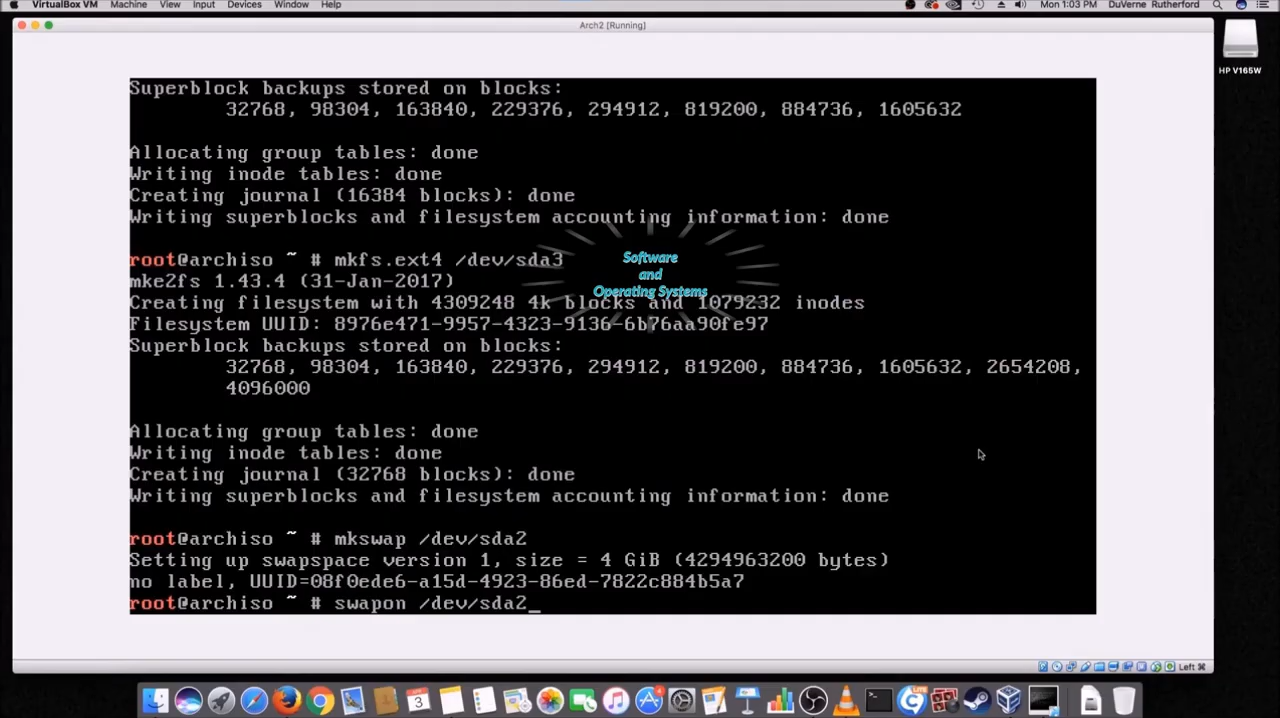 VirtualBox VM Machine View Input Devices Window Help
Mon 1:03 PM DuVerne Rutherford
Arch2 [Running]
HP V165W
Superblock backups stored on blocks:
32768, 98304, 163840, 229376, 294912, 819200, 884736, 1605632
Allocating group tables: done
Writing inode tables: done
Creating journal (16384 blocks): done
Writing superblocks and filesystem accounting information: done
root@archiso ~ # mkfs.ext4 /dev/sda3
mke2fs 1.43.4 (31-Jan-2017)
Creating filesystem with 4309248 4k blocks and 1079232 inodes
Filesystem UUID: 8976e471-9957-4323-9136-6b76aa90fe97
Superblock backups stored on blocks:
32768, 98304, 163840, 229376, 294912, 819200, 884736, 1605632, 2654208,
4096000
Allocating group tables: done
Writing inode tables: done
Creating journal (32768 blocks): done
Writing superblocks and filesystem accounting information: done
root@archiso ~ # mkswap /dev/sda2
Setting up swapspace version 1, size = 4 GiB (4294963200 bytes)
no label, UUID=08f0ede6-a15d-4923-86ed-7822c884b5a7
root@archiso ~ # swapon /dev/sda2_
Software
and
Operating Systems
Left ⌘
3